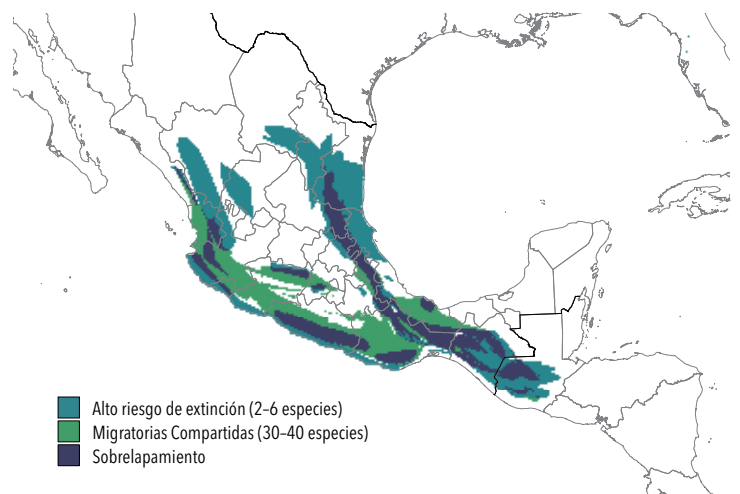 Alto riesgo de extinción (2–6 especies)
Migratorias Compartidas (30–40 especies)
Sobrelapamiento